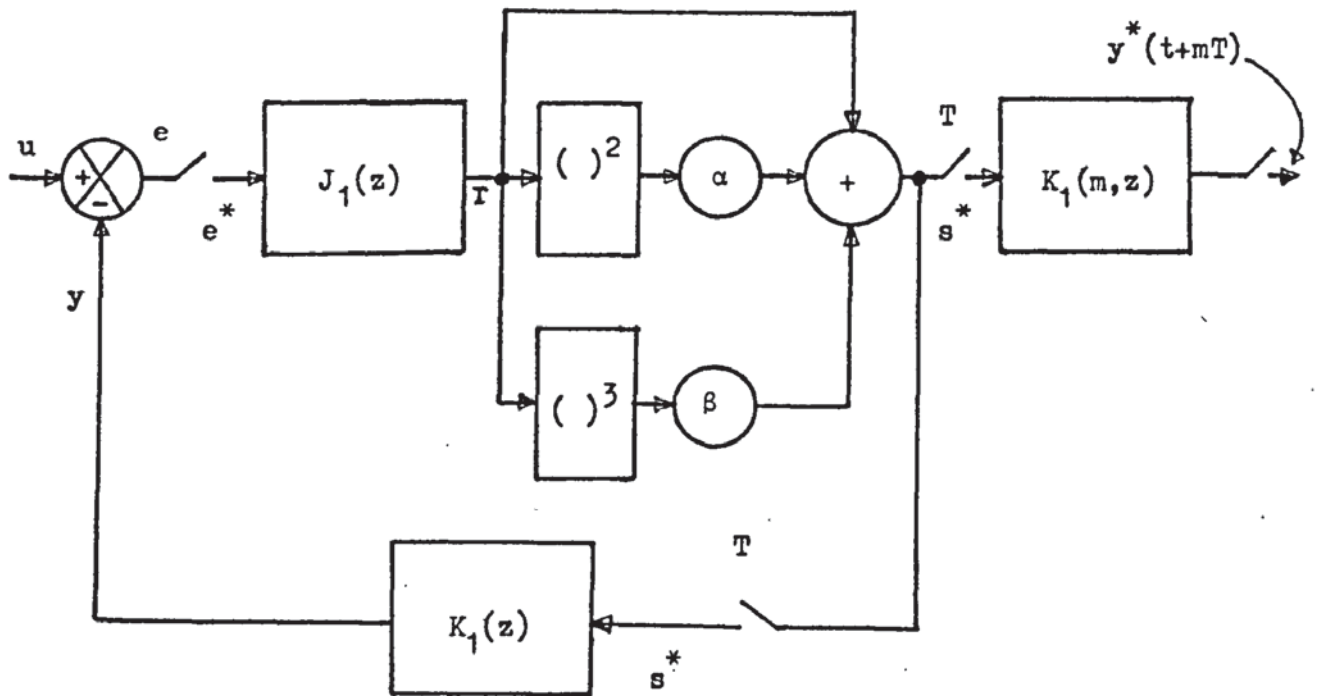 y*(t+mT)
u
e
T
+
-
J₁(z)
r
( )²
α
+
K₁(m,z)
e*
s*
y
( )³
β
T
K₁(z)
s*